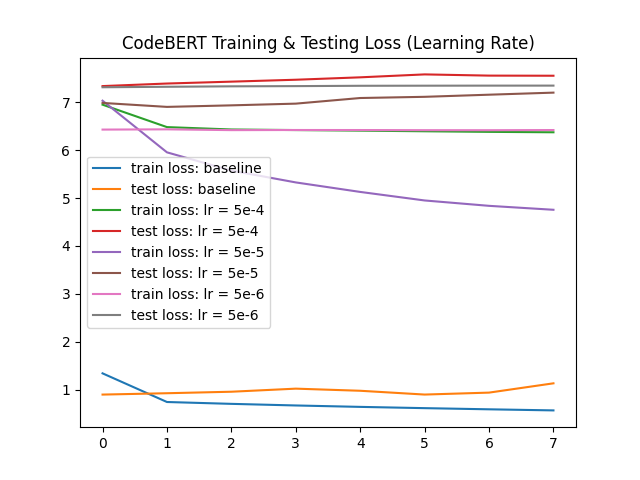 CodeBERT Training & Testing Loss (Learning Rate)
7
6
5
4
3
2
1
train loss: baseline
test loss: baseline
train loss: lr = 5e-4
test loss: lr = 5e-4
train loss: lr = 5e-5
test loss: lr = 5e-5
train loss: lr = 5e-6
test loss: lr = 5e-6
0 1 2 3 4 5 6 7